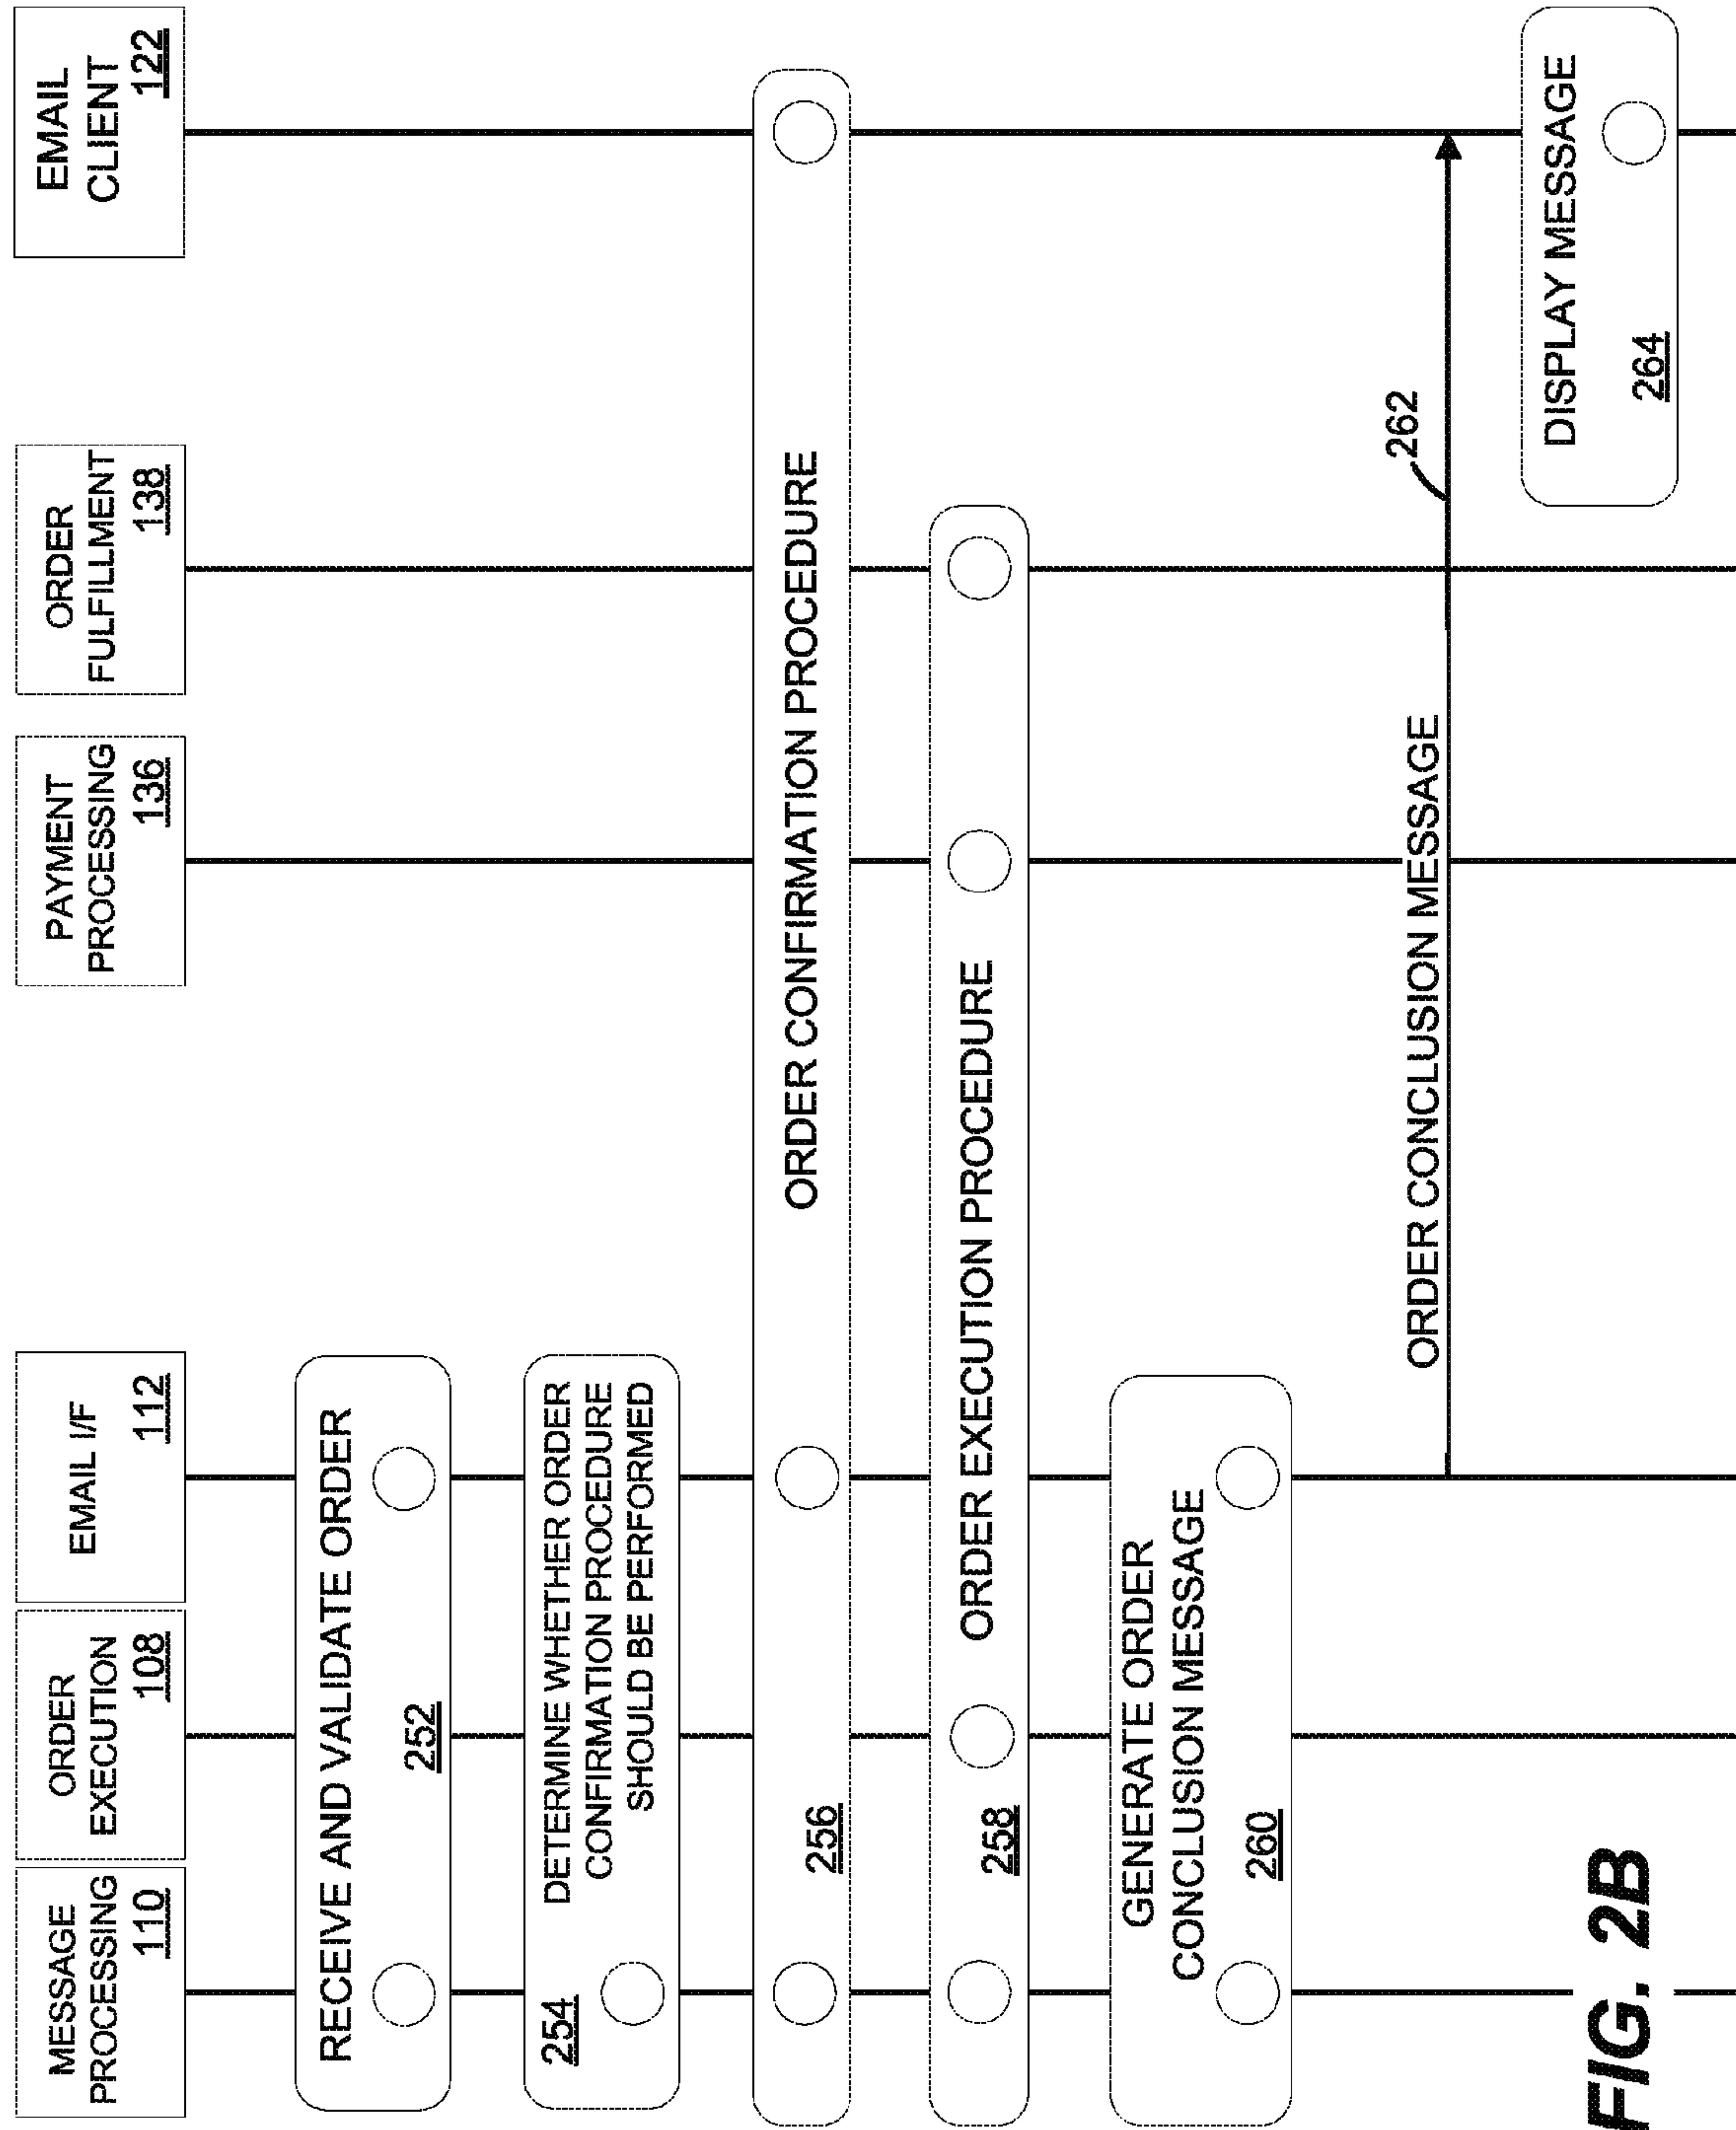 MESSAGE
PROCESSING
110
ORDER
EXECUTION
108
EMAIL I/F
112
PAYMENT
PROCESSING
136
ORDER
FULFILLMENT
138
EMAIL
CLIENT
122
RECEIVE AND VALIDATE ORDER
252
254
DETERMINE WHETHER ORDER
CONFIRMATION PROCEDURE
SHOULD BE PERFORMED
ORDER CONFIRMATION PROCEDURE
256
ORDER EXECUTION PROCEDURE
258
GENERATE ORDER
CONCLUSION MESSAGE
260
ORDER CONCLUSION MESSAGE
262
DISPLAY MESSAGE
264
FIG. 2B